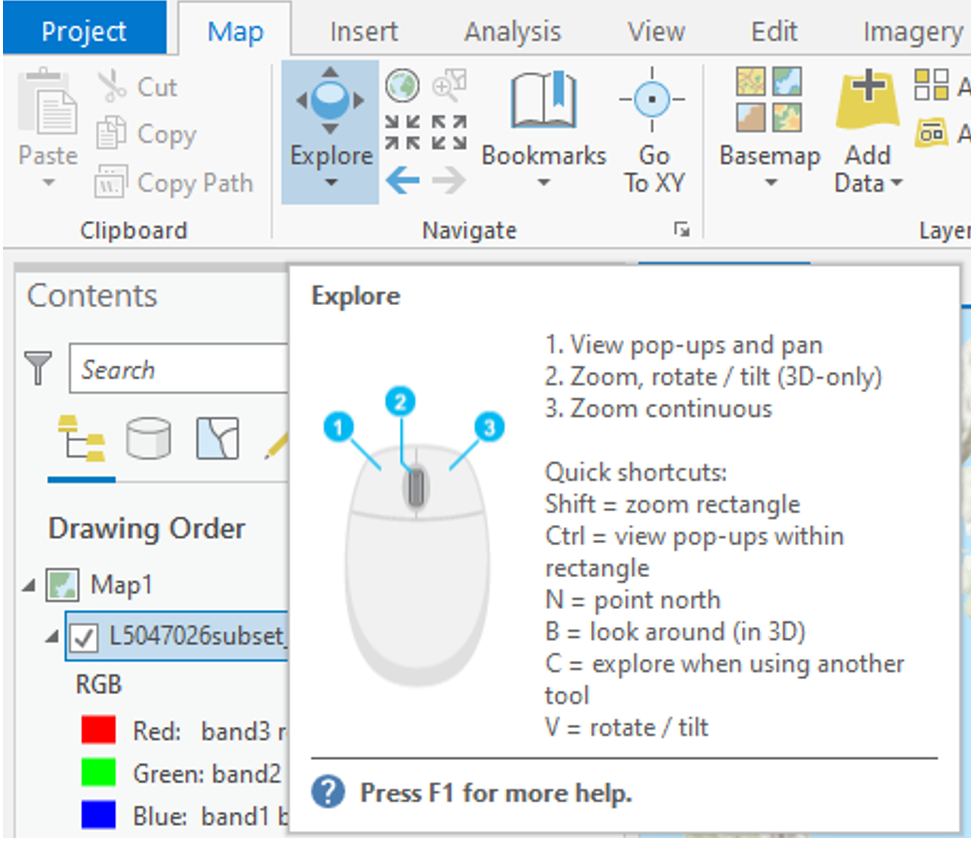 Project Map Insert Analysis View Edit Imagery
Paste
Cut
Copy
Copy Path
Clipboard
Explore
Navigate
Bookmarks
Go
To XY
Basemap
Add
Data
A
A
Layer
Contents
Search
Drawing Order
Map1
L5047026subset_
RGB
Red: band3 r
Green: band2
Blue: band1 b
Explore
1
2
3
1. View pop-ups and pan
2. Zoom, rotate / tilt (3D-only)
3. Zoom continuous
Quick shortcuts:
Shift = zoom rectangle
Ctrl = view pop-ups within
rectangle
N = point north
B = look around (in 3D)
C = explore when using another
tool
V = rotate / tilt
? Press F1 for more help.